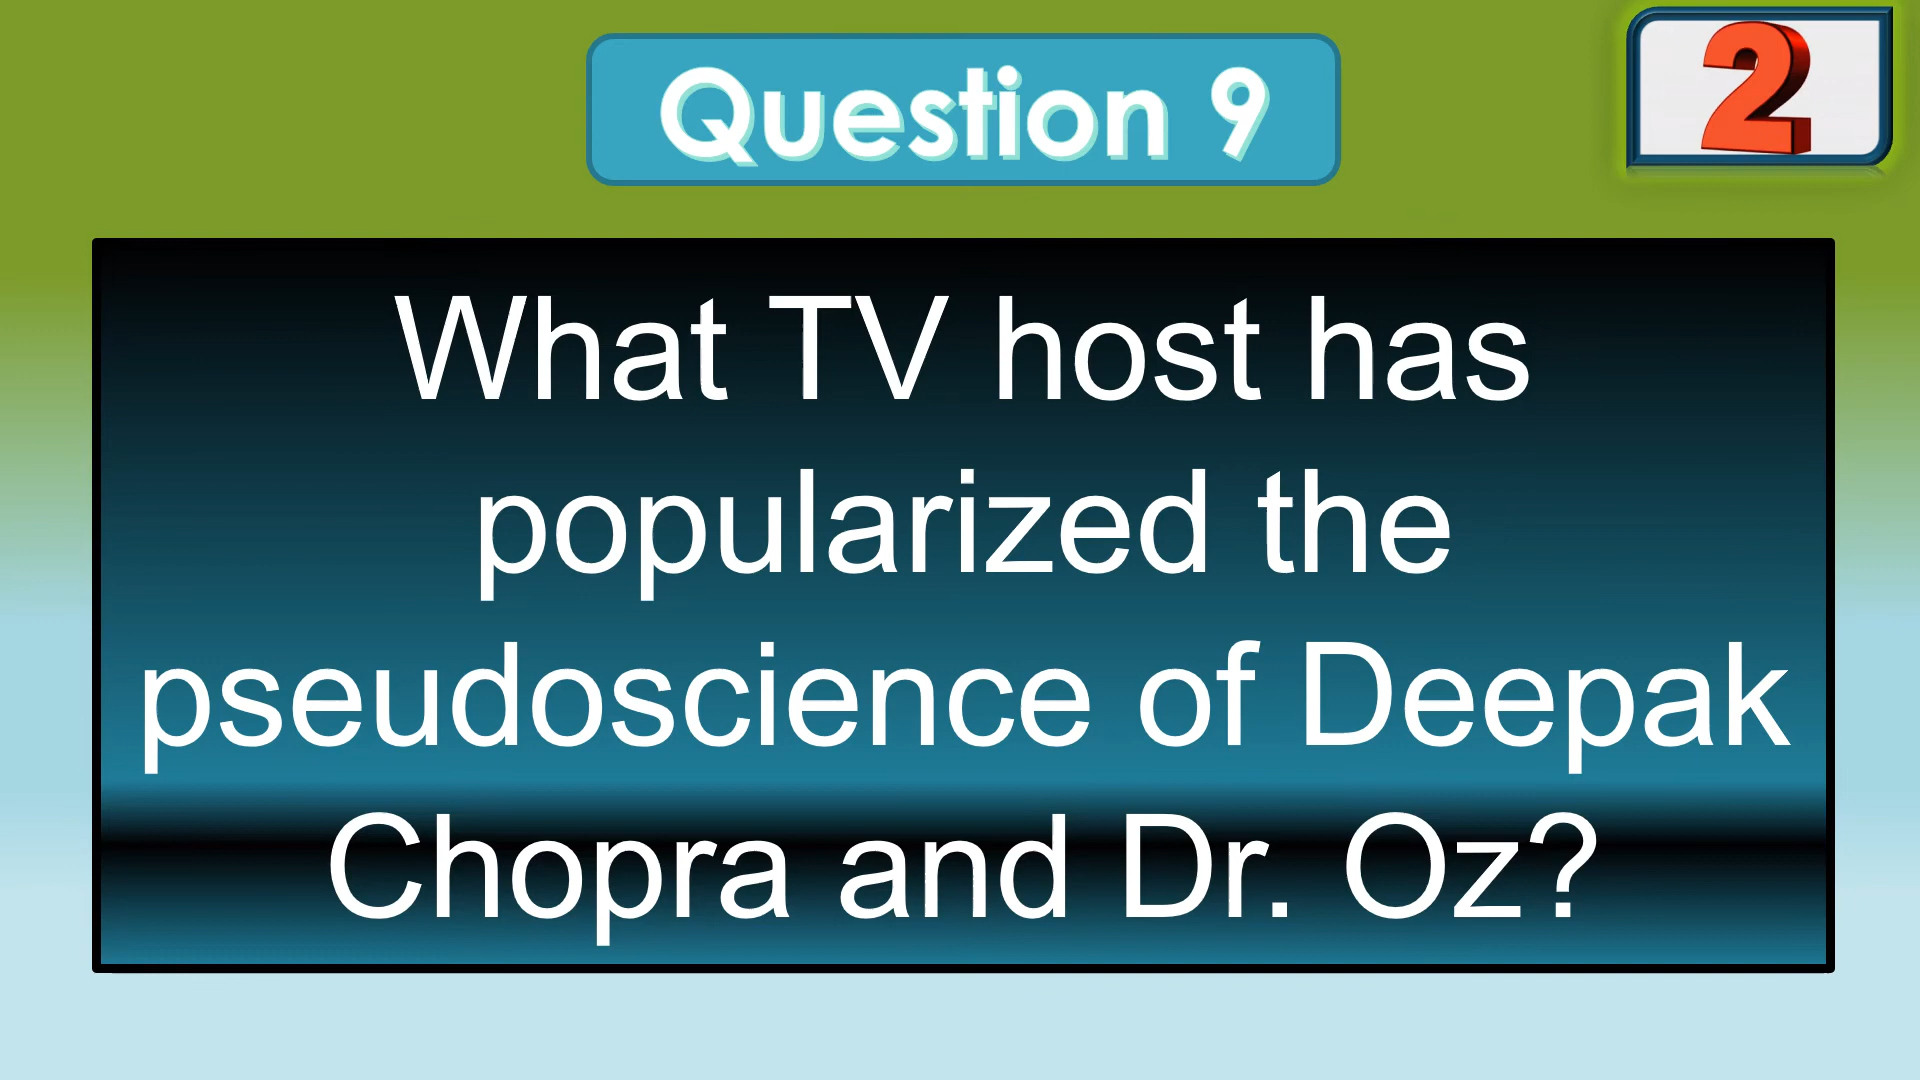 Question 9
2
What TV host has
popularized the
pseudoscience of Deepak
Chopra and Dr. Oz?